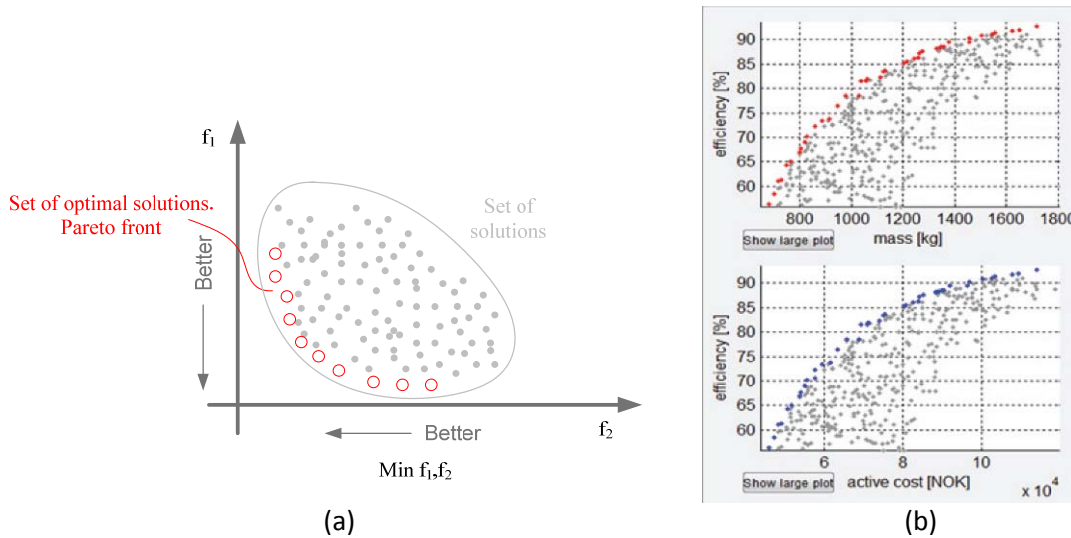 f1
Set of optimal solutions.
Pareto front
Set of
solutions
Better
Better
f2
Min f1,f2
(a)
efficiency [%]
90
85
80
75
70
65
60
800 1000 1200 1400 1600 1800
Show large plot
mass [kg]
efficiency [%]
90
85
80
75
70
65
60
6 8 10
Show large plot
active cost [NOK]
x 10^4
(b)